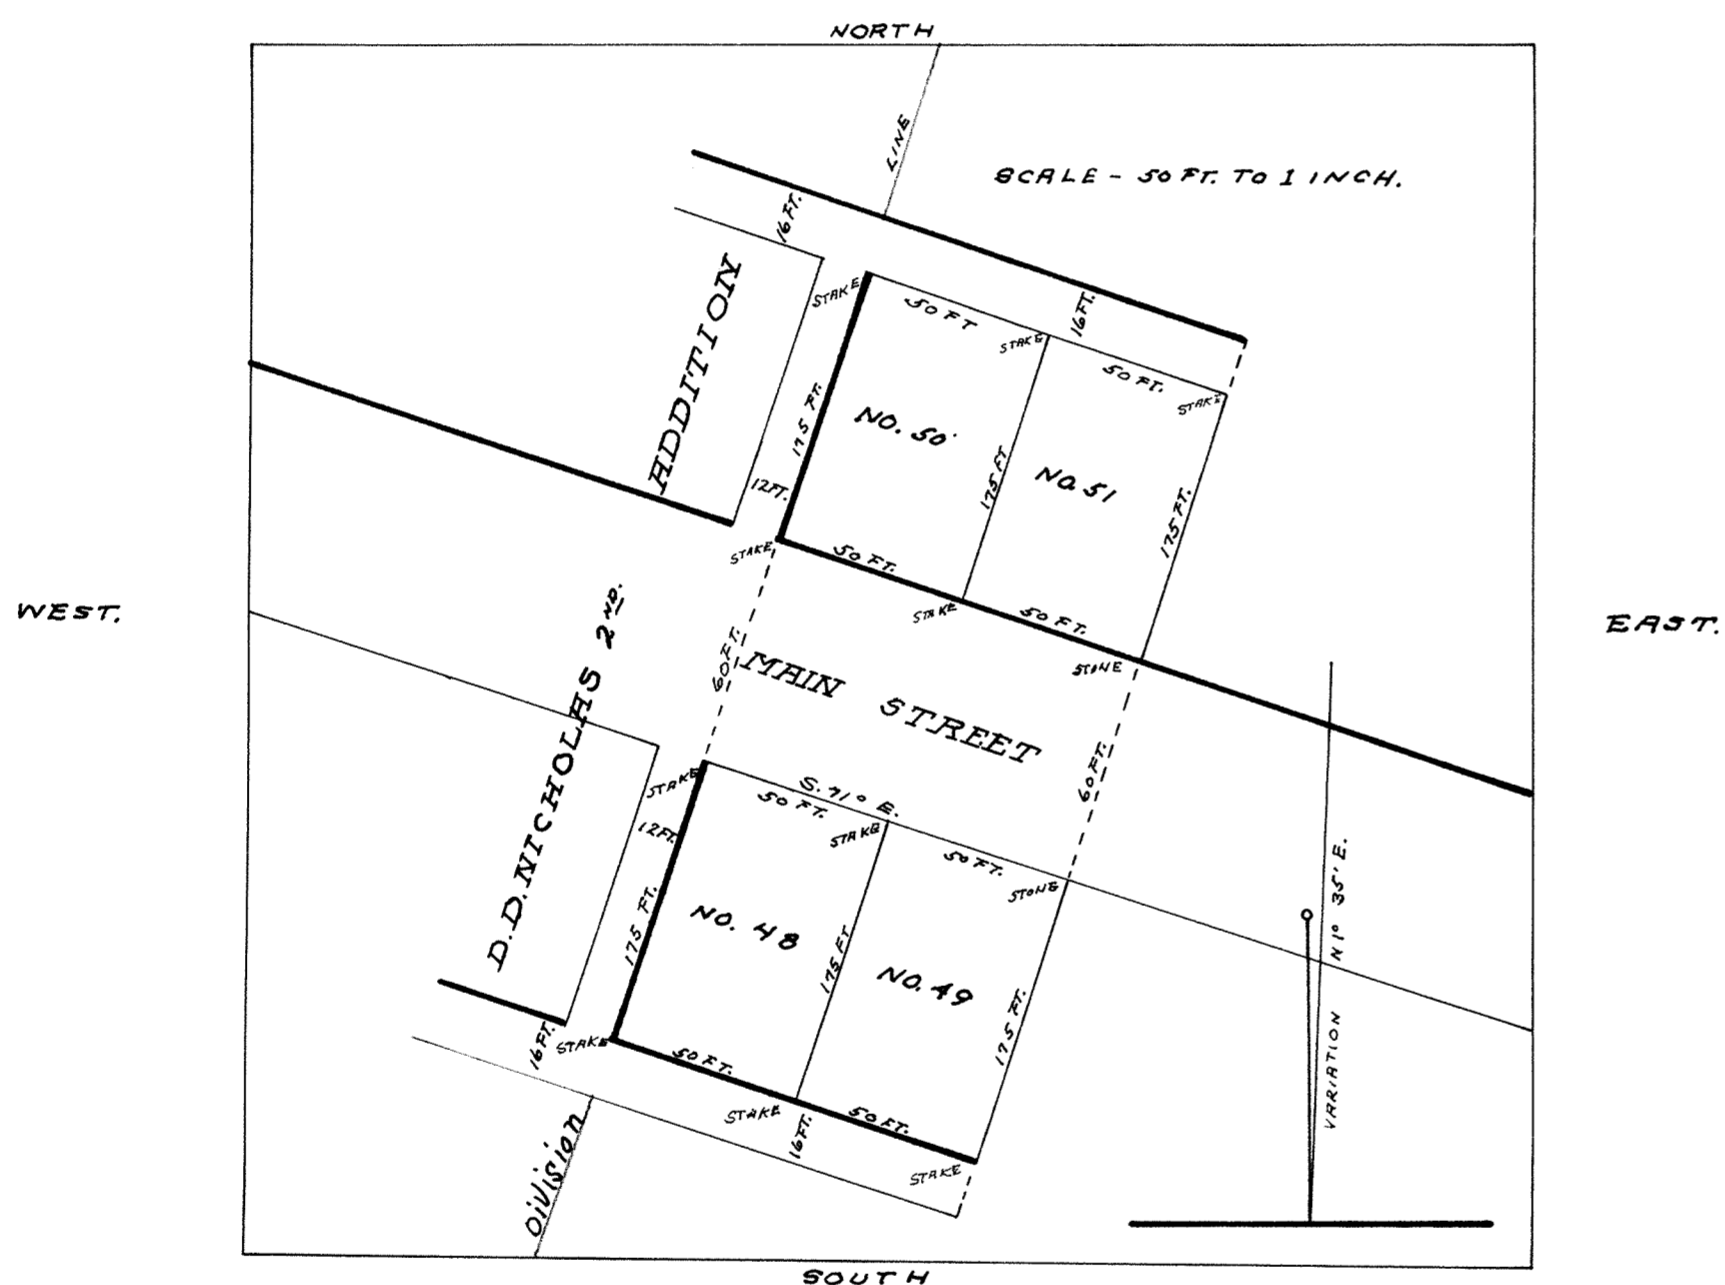 NORTH
LINE
SCALE - 50 FT. TO 1 INCH.
16 FT.
16 FT.
ADDITION
STAKE
50 FT
STAKE
50 FT.
STAKE
175 FT.
NO. 50
175 FT
NO. 51
175 FT.
12 FT.
STAKE
50 FT.
STAKE
50 FT.
STONE
WEST.
EAST.
60 FT.
MAIN STREET
60 FT.
D. D. NICHOLAS 2ND.
STAKE
S. 71° E.
50 FT.
STAKE
50 FT.
STONE
12 FT.
175 FT.
NO. 48
175 FT
NO. 49
175 FT.
VARIATION N 1° 35' E.
16 FT.
STAKE
50 FT.
STAKE
50 FT.
16 FT.
STAKE
DIVISION
SOUTH